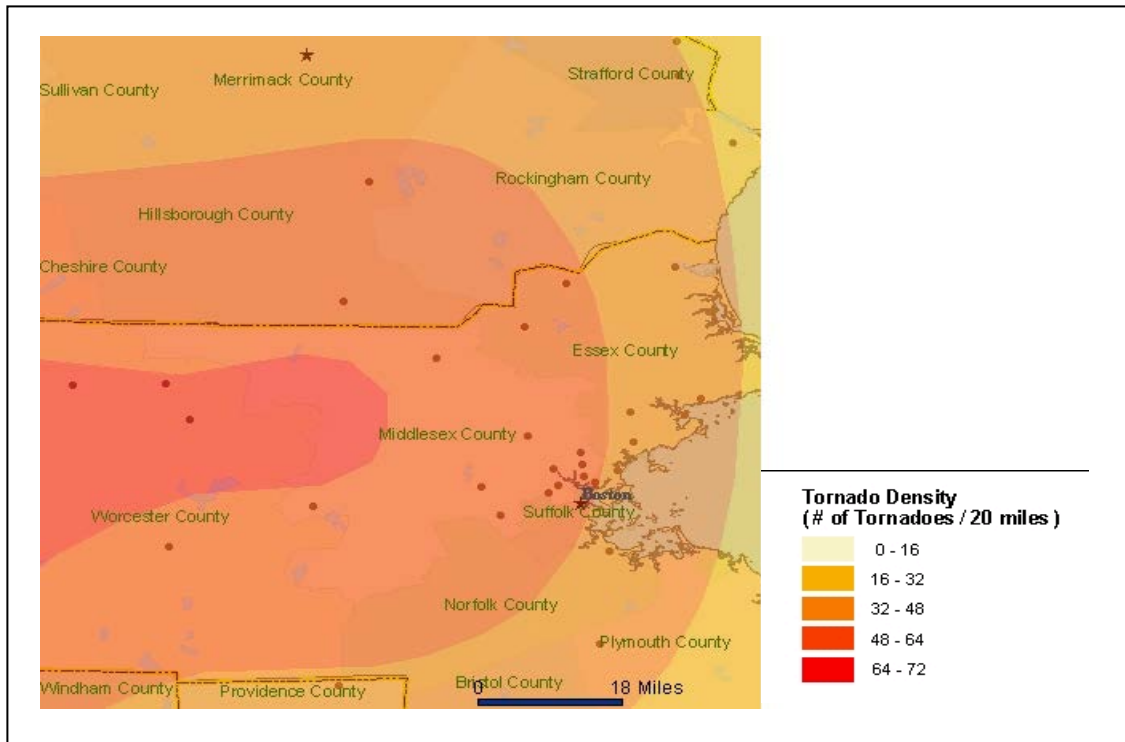 Merrimack County
Strafford County
Sullivan County
Rockingham County
Hillsborough County
Cheshire County
Essex County
Middlesex County
Boston
Worcester County
Suffolk County
Norfolk County
Plymouth County
Windham County
Providence County
Bristol County
0 18 Miles
Tornado Density
(# of Tornadoes / 20 miles)
0 - 16
16 - 32
32 - 48
48 - 64
64 - 72